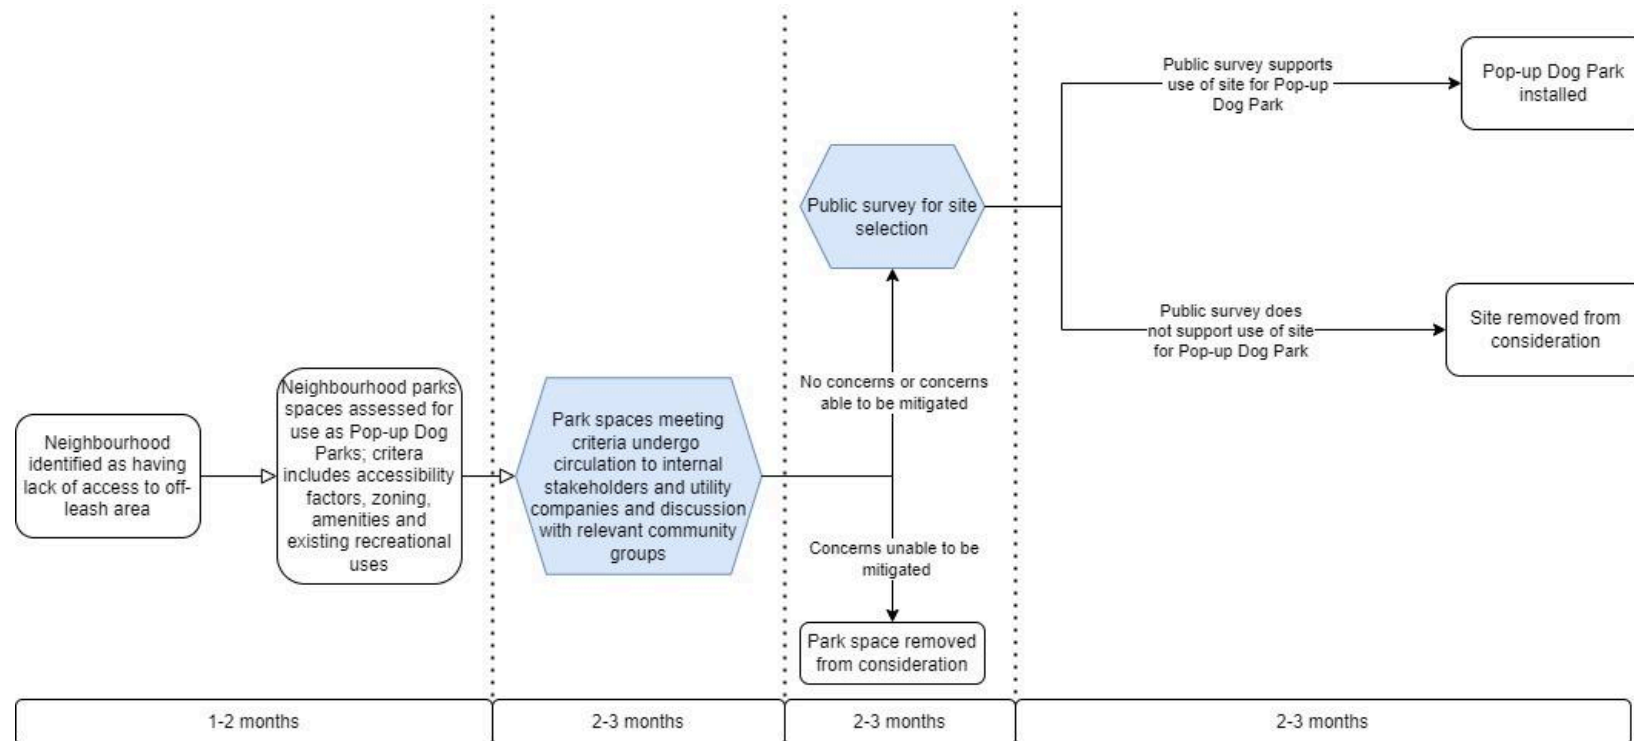 Neighbourhood
identified as having
lack of access to off-
leash area
Neighbourhood parks
spaces assessed for
use as Pop-up Dog
Parks; critera
includes accessibility
factors, zoning,
amenities and
existing recreational
uses
Park spaces meeting
criteria undergo
circulation to internal
stakeholders and utility
companies and discussion
with relevant community
groups
No concerns or concerns
able to be mitigated
Concerns unable to be
mitigated
Park space removed
from consideration
Public survey for site
selection
Public survey supports
use of site for Pop-up
Dog Park
Pop-up Dog Park
installed
Public survey does
not support use of site
for Pop-up Dog Park
Site removed from
consideration
1-2 months
2-3 months
2-3 months
2-3 months